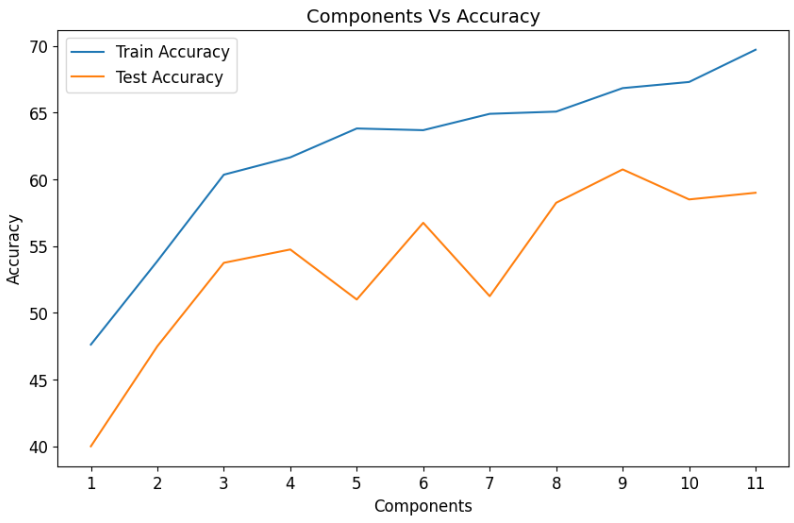 Components Vs Accuracy
Train Accuracy
Test Accuracy
Accuracy
70
65
60
55
50
45
40
1 2 3 4 5 6 7 8 9 10 11
Components